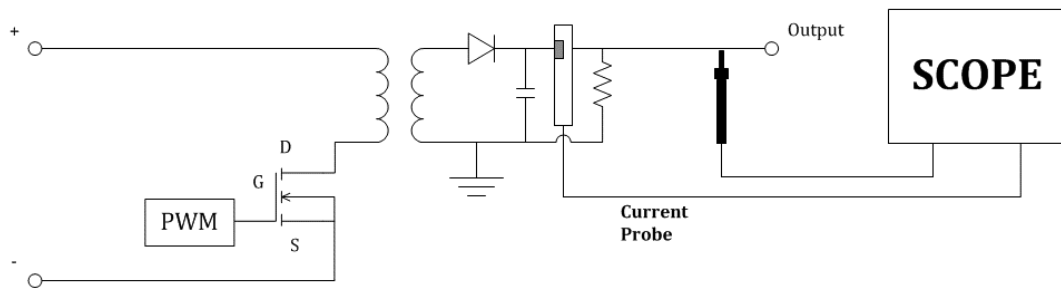 +
Output
SCOPE
D
G
PWM
S
Current
Probe
-